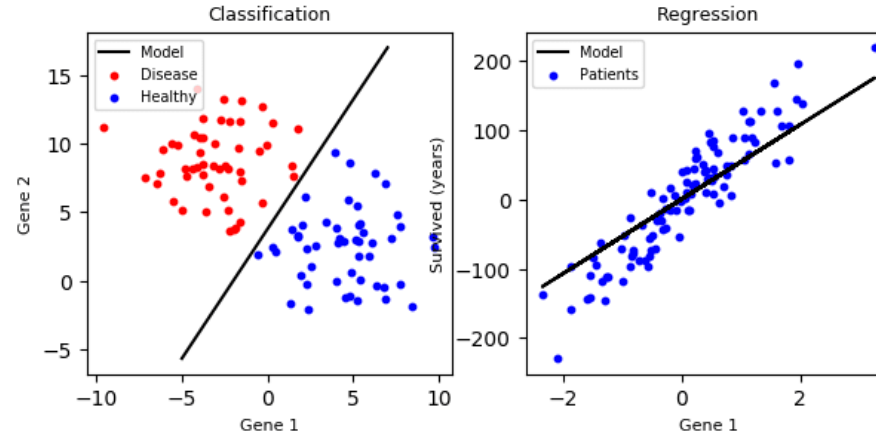 Classification
Model
Disease
Healthy
15
10
5
0
−5
Gene 2
−10
−5
0
5
10
Gene 1
Regression
Model
Patients
200
100
0
−100
−200
Survived (years)
−2
0
2
Gene 1